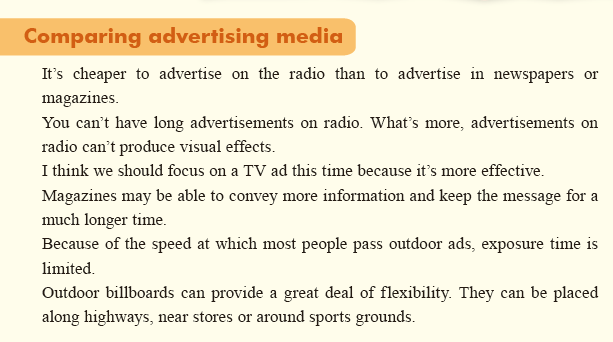 Comparing advertising media
It's cheaper to advertise on the radio than to advertise in newspapers or
magazines.
You can't have long advertisements on radio. What's more, advertisements on
radio can't produce visual effects.
I think we should focus on a TV ad this time because it's more effective.
Magazines may be able to convey more information and keep the message for a
much longer time.
Because of the speed at which most people pass outdoor ads, exposure time is
limited.
Outdoor billboards can provide a great deal of flexibility. They can be placed
along highways, near stores or around sports grounds.